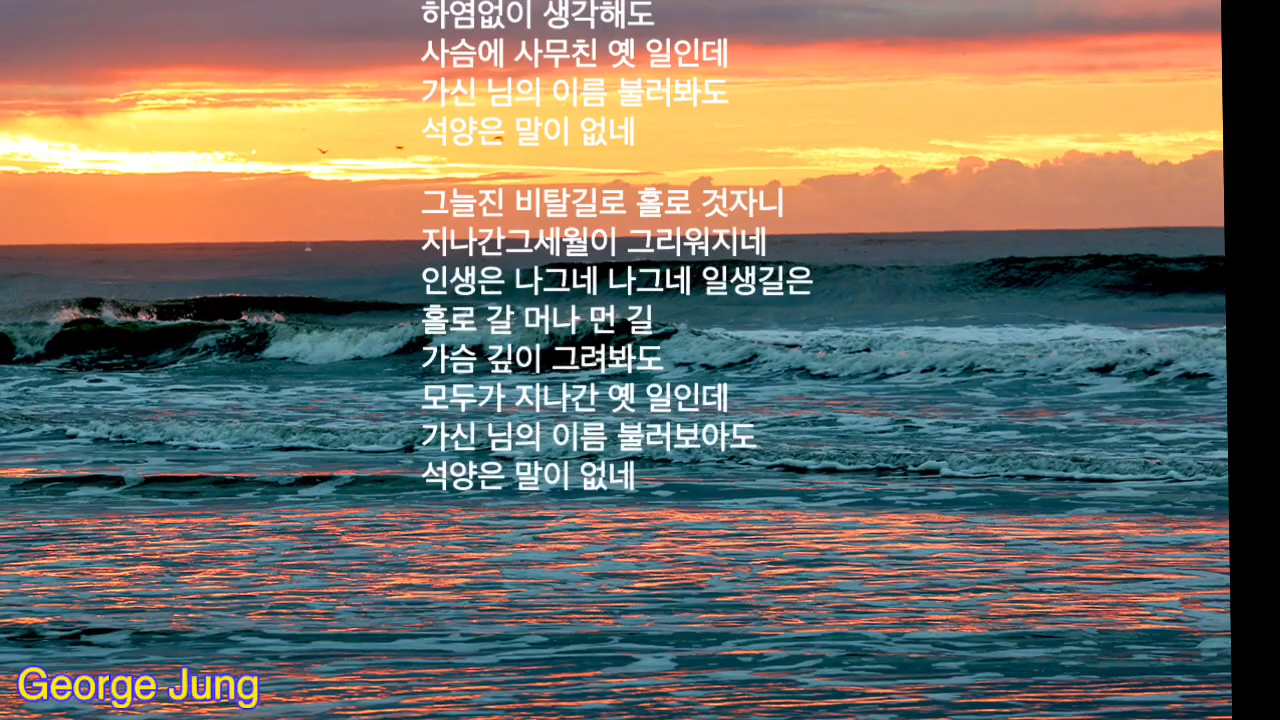 하염없이 생각해도
사슴에 사무친 옛 일인데
가신 님의 이름 불러봐도
석양은 말이 없네
그늘진 비탈길로 홀로 것자니
지나간그세월이 그리워지네
인생은 나그네 나그네 일생길은
홀로 갈 머나 먼 길
가슴 깊이 그려봐도
모두가 지나간 옛 일인데
가신 님의 이름 불러보아도
석양은 말이 없네
George Jung